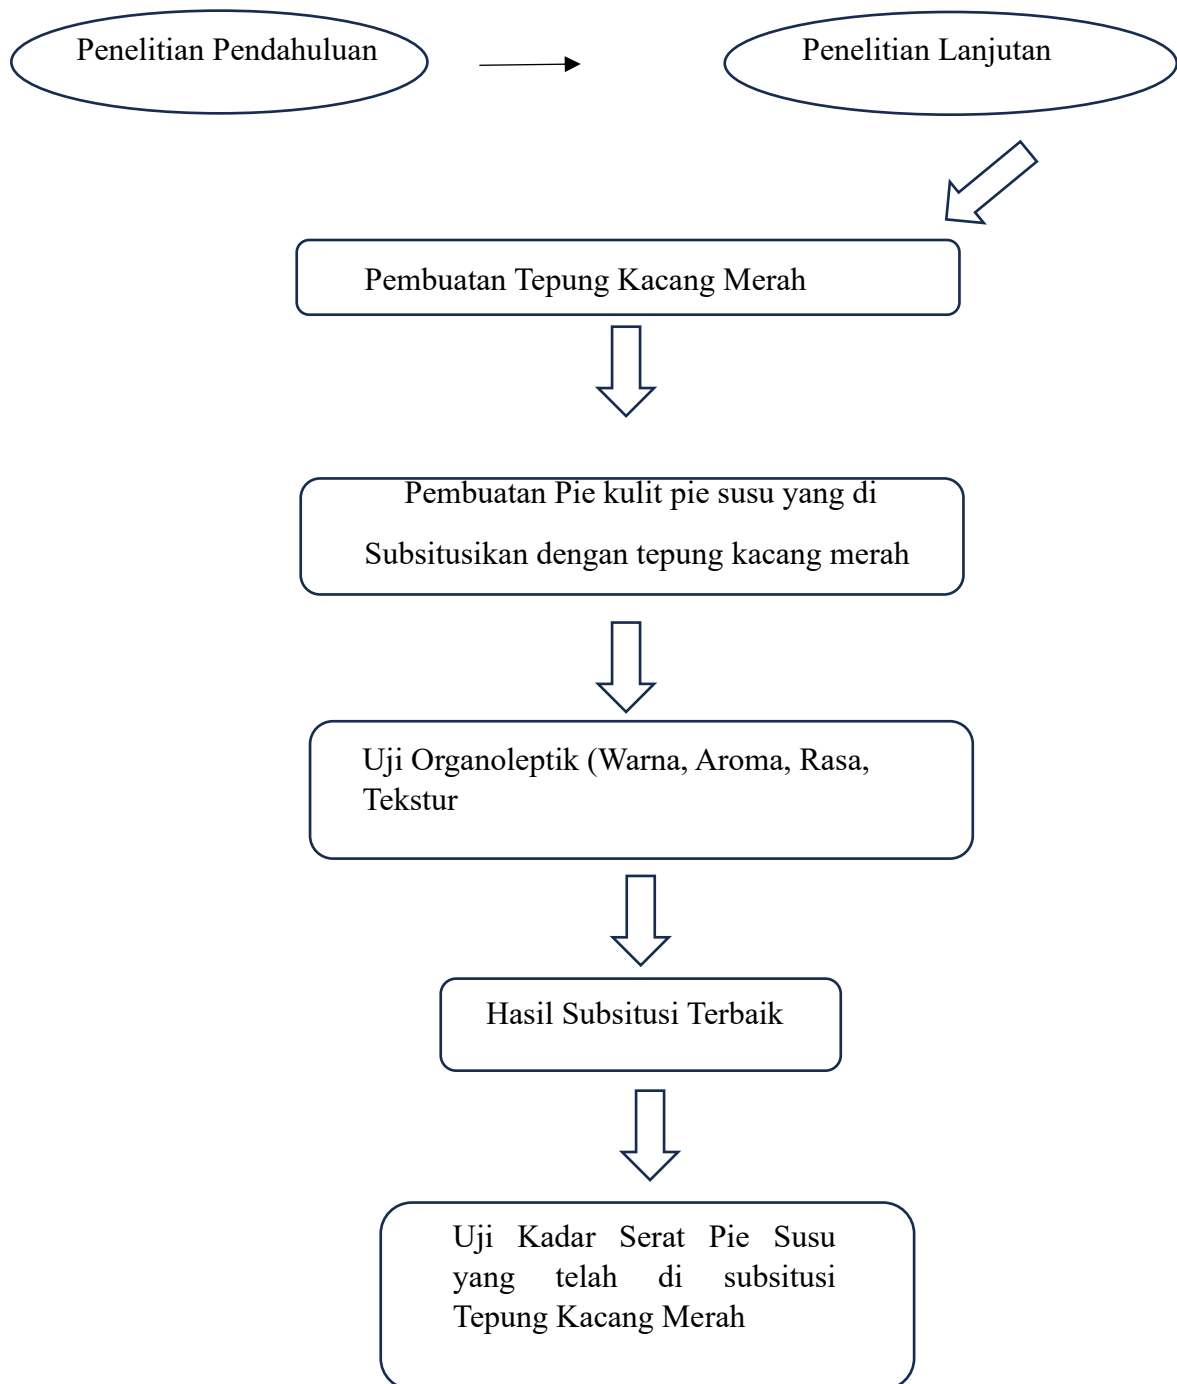 Penelitian Pendahuluan
Penelitian Lanjutan
Pembuatan Tepung Kacang Merah
Pembuatan Pie kulit pie susu yang di
Subsitusikan dengan tepung kacang merah
Uji Organoleptik (Warna, Aroma, Rasa,
Tekstur
Hasil Subsitusi Terbaik
Uji Kadar Serat Pie Susu
yang telah di subsitusi
Tepung Kacang Merah